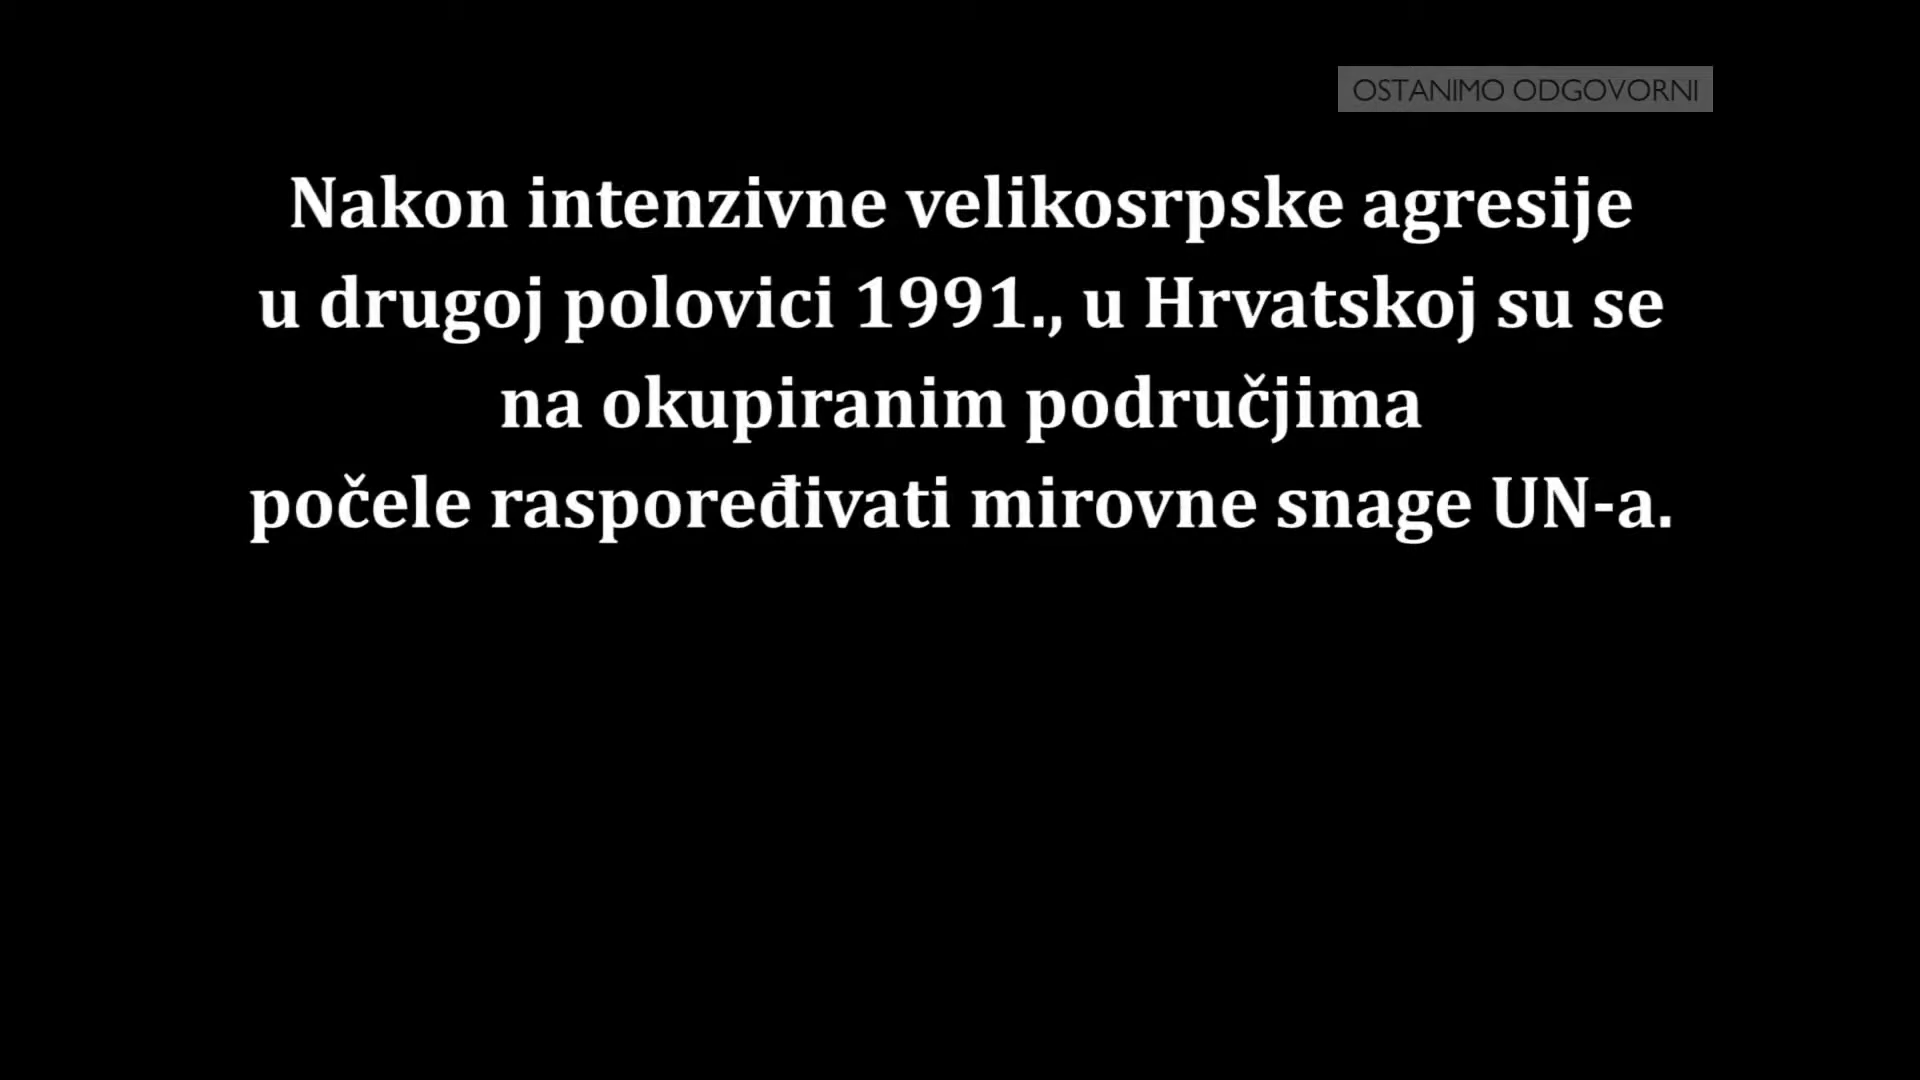 OSTANIMO ODGOVORNI
Nakon intenzivne velikosrpske agresije
u drugoj polovici 1991., u Hrvatskoj su se
na okupiranim područjima
počele raspoređivati mirovne snage UN-a.